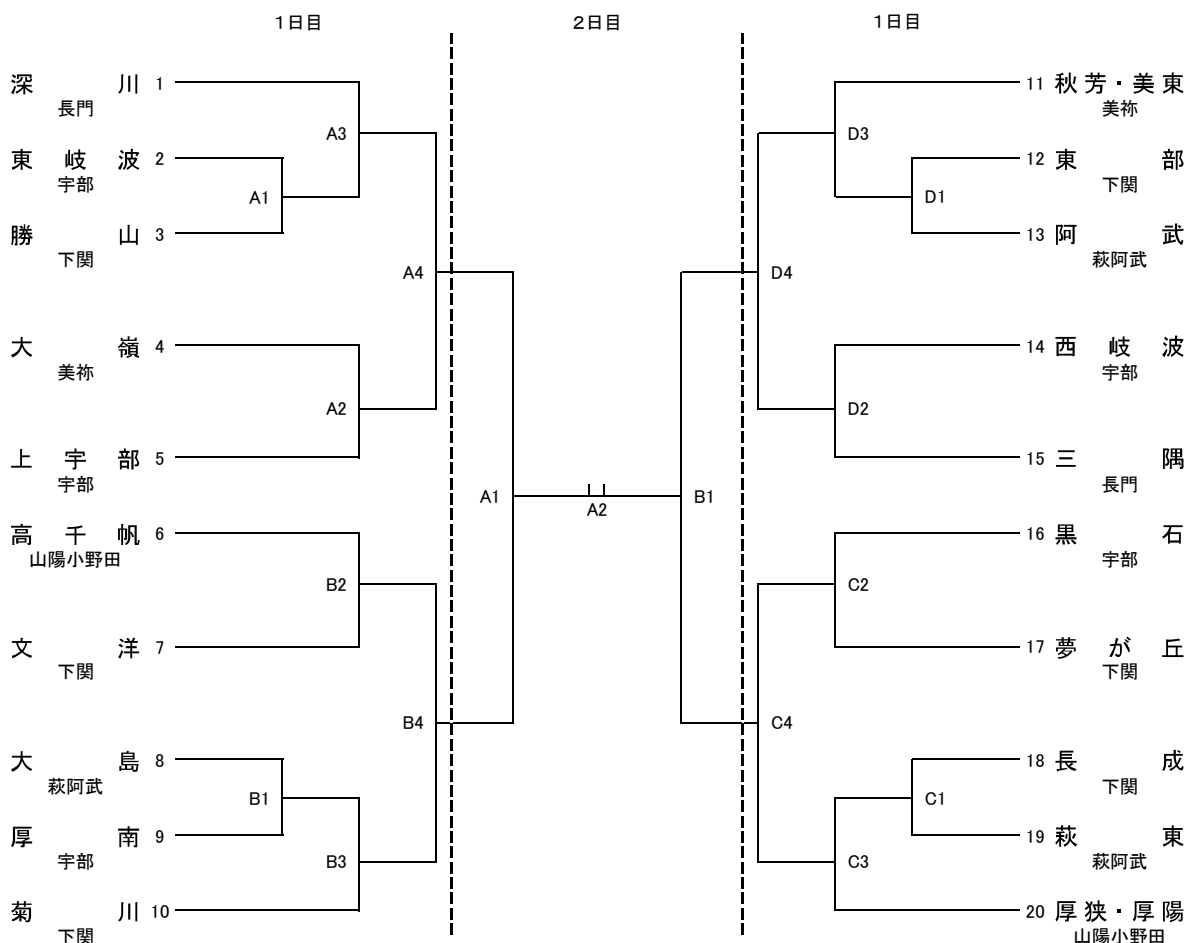 １日目 ２日目 １日目
深川 1
長門
東岐波 2
宇部
勝山 3
下関
大嶺 4
美祢
上宇部 5
宇部
高千帆 6
山陽小野田
文洋 7
下関
大島 8
萩阿武
厚南 9
宇部
菊川 10
下関
A3
A1
A4
A2
B2
B4
B1
B3
A1
A2
B1
D3
D1
D4
D2
C2
C4
C1
C3
11 秋芳・美東
美祢
12 東部
下関
13 阿武
萩阿武
14 西岐波
宇部
15 三隅
長門
16 黒石
宇部
17 夢が丘
下関
18 長成
下関
19 萩東
萩阿武
20 厚狭・厚陽
山陽小野田